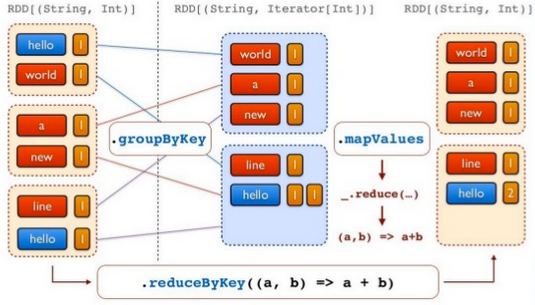 RDD[(String, Int)]
RDD[(String, Iterator[Int])]
RDD[(String, Int)]
hello 1
world 1
a 1
new 1
line 1
hello 1
.groupByKey
world 1
a 1
new 1
line 1
hello 1 1
.mapValues
_.reduce(…)
(a,b) => a+b
world 1
a 1
new 1
line 1
hello 2
.reduceByKey((a, b) => a + b)